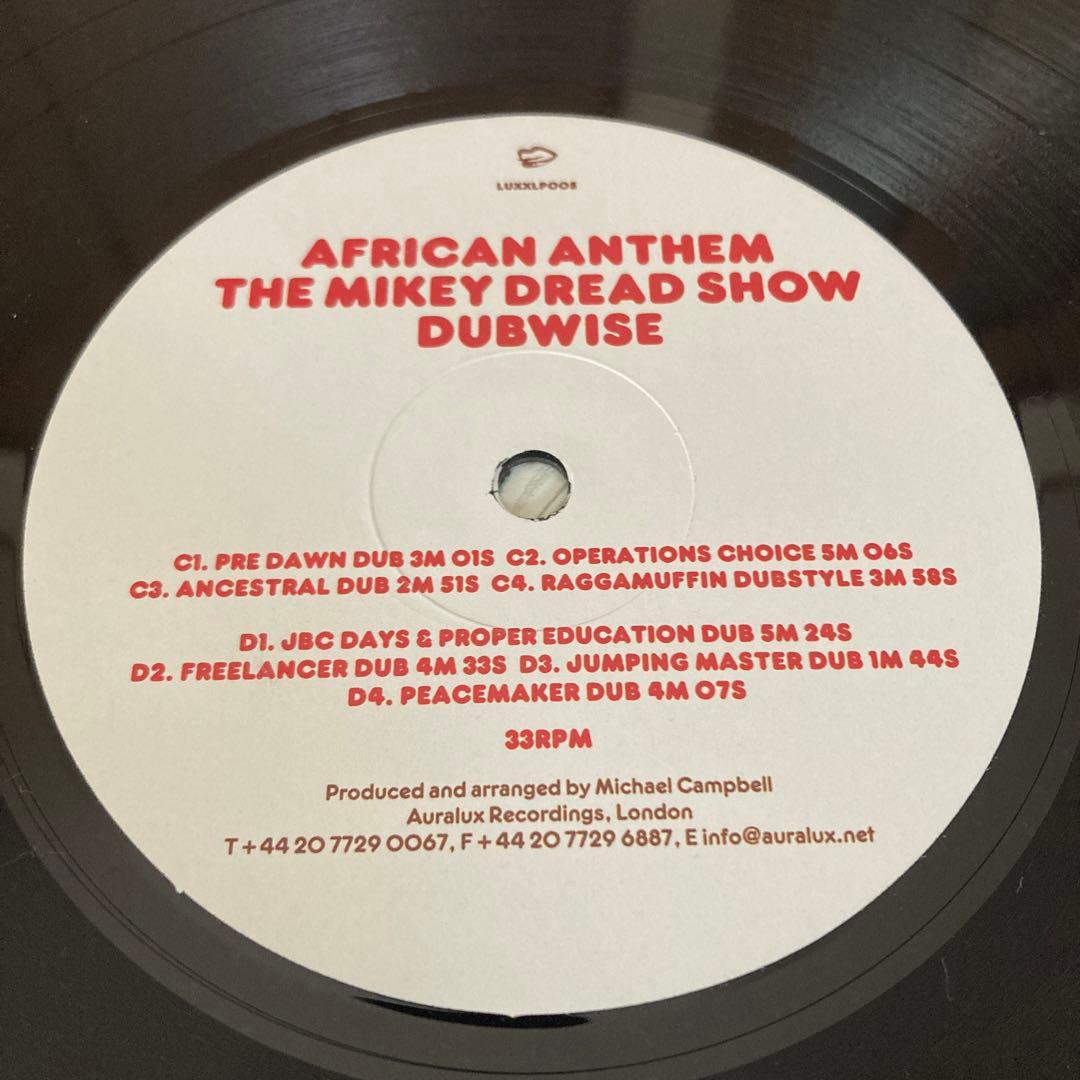 LUXXLP005
AFRICAN ANTHEM
THE MIKEY DREAD SHOW
DUBWISE
C1. PRE DAWN DUB 3M 01S C2. OPERATIONS CHOICE 5M 06S
C3. ANCESTRAL DUB 2M 51S C4. RAGGAMUFFIN DUBSTYLE 3M 58S
D1. JBC DAYS & PROPER EDUCATION DUB 5M 24S
D2. FREELANCER DUB 4M 33S D3. JUMPING MASTER DUB 1M 44S
D4. PEACEMAKER DUB 4M 07S
33RPM
Produced and arranged by Michael Campbell
Auralux Recordings, London
T+44 20 7729 0067, F+44 20 7729 6887, E info@auralux.net